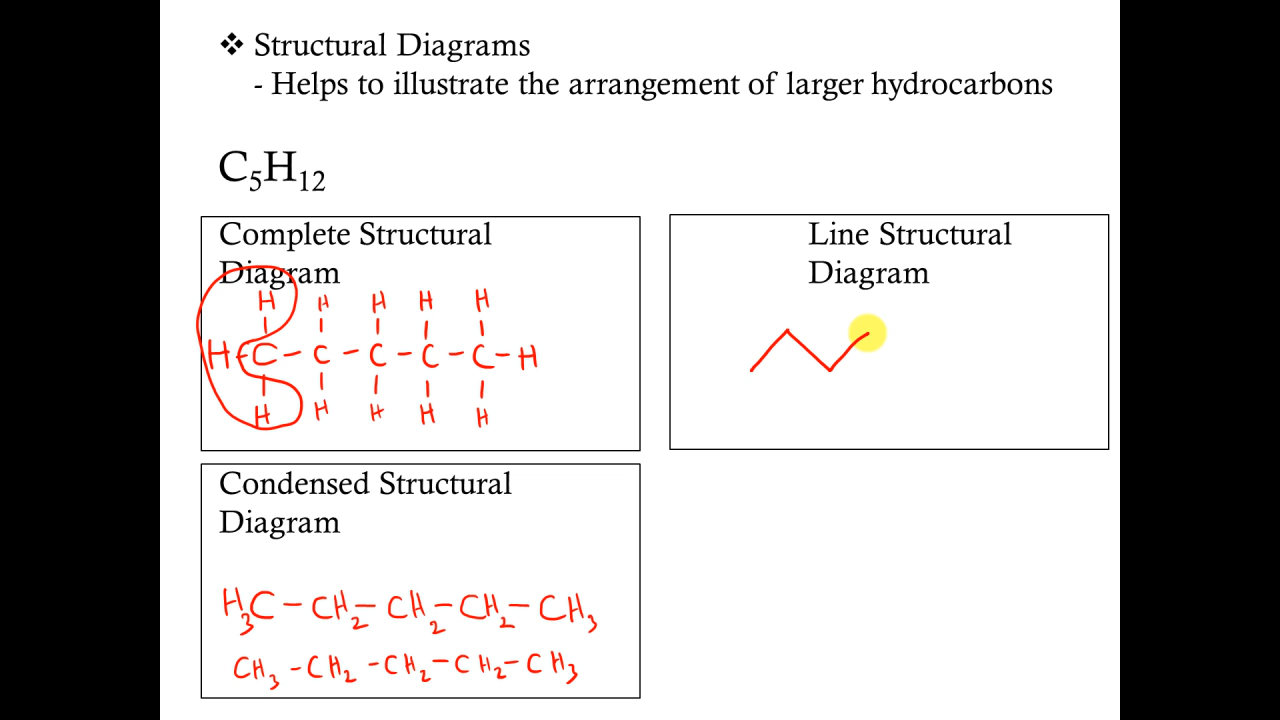 ❖ Structural Diagrams
- Helps to illustrate the arrangement of larger hydrocarbons
C₅H₁₂
Complete Structural
Diagram
H H H H H
H-C-C-C-C-C-H
H H H H H
Line Structural
Diagram
Condensed Structural
Diagram
H₃C-CH₂-CH₂-CH₂-CH₃
CH₃-CH₂-CH₂-CH₂-CH₃